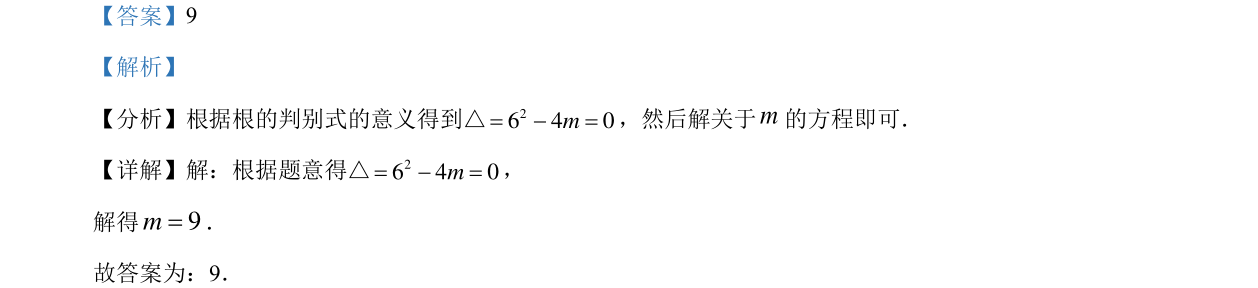 【答案】9
【解析】
【分析】根据根的判别式的意义得到△=6²－4m=0，然后解关于 m 的方程即可．
【详解】解：根据题意得△=6²－4m=0，
解得 m=9．
故答案为：9．